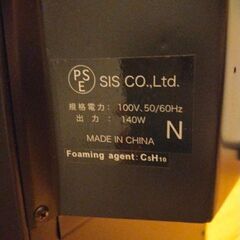 PSE SIS CO.,Ltd.
規格電力: 100V, 50/60Hz
出力: 140W
MADE IN CHINA N
Foaming agent: C5H10